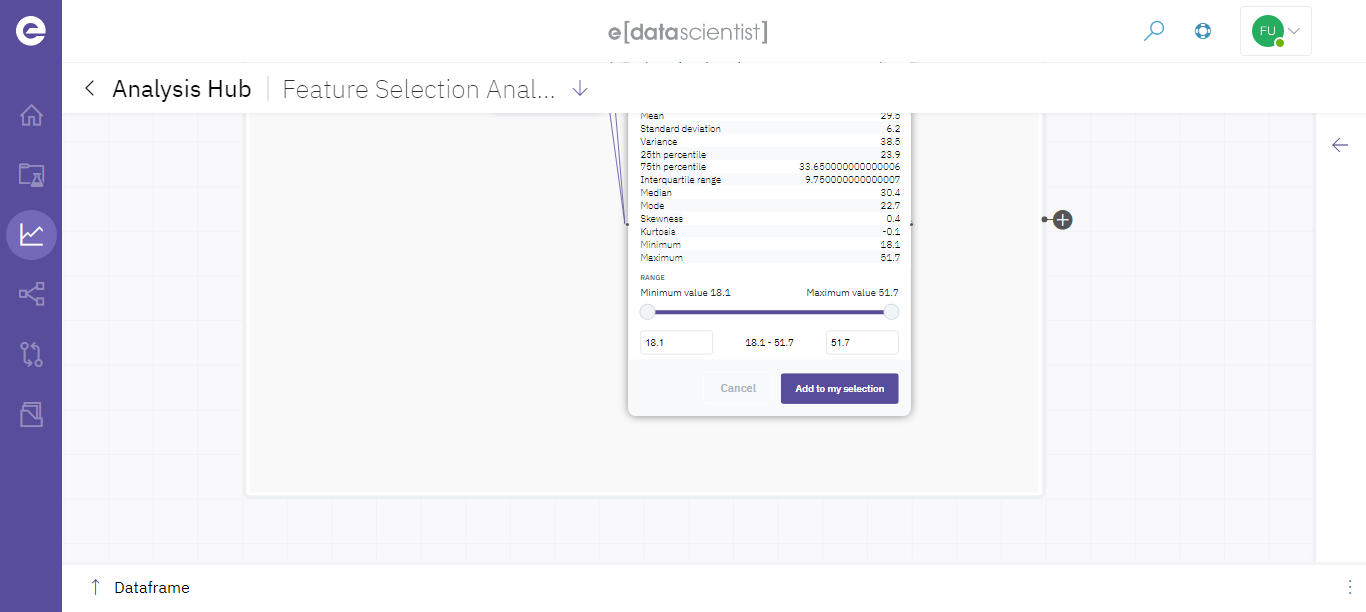 e
e[datascientist]
FU
Analysis Hub
Feature Selection Anal...
Mean 29.5
Standard deviation 6.2
Variance 38.5
25th percentile 23.9
75th percentile 33.650000000000006
Interquartile range 9.750000000000007
Median 30.4
Mode 22.7
Skewness 0.4
Kurtosis -0.1
Minimum 18.1
Maximum 51.7
RANGE
Minimum value 18.1 Maximum value 51.7
18.1 18.1 - 51.7 51.7
Cancel Add to my selection
Dataframe